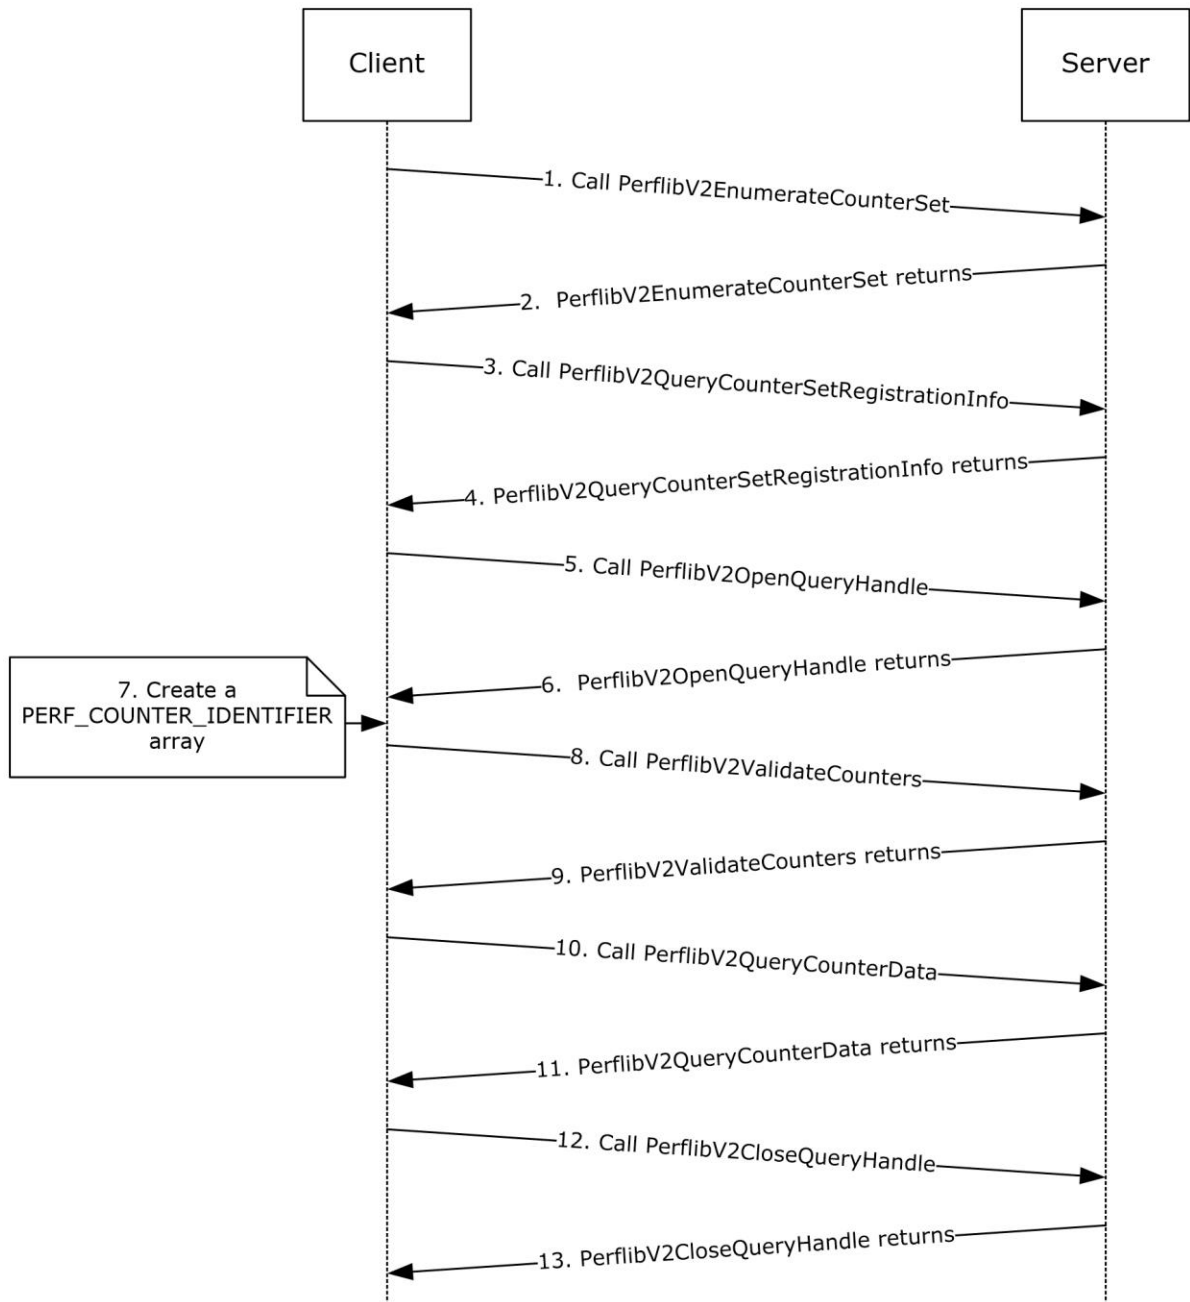 Client
Server
1. Call PerflibV2EnumerateCounterSet
2. PerflibV2EnumerateCounterSet returns
3. Call PerflibV2QueryCounterSetRegistrationInfo
4. PerflibV2QueryCounterSetRegistrationInfo returns
5. Call PerflibV2OpenQueryHandle
6. PerflibV2OpenQueryHandle returns
7. Create a
PERF_COUNTER_IDENTIFIER
array
8. Call PerflibV2ValidateCounters
9. PerflibV2ValidateCounters returns
10. Call PerflibV2QueryCounterData
11. PerflibV2QueryCounterData returns
12. Call PerflibV2CloseQueryHandle
13. PerflibV2CloseQueryHandle returns